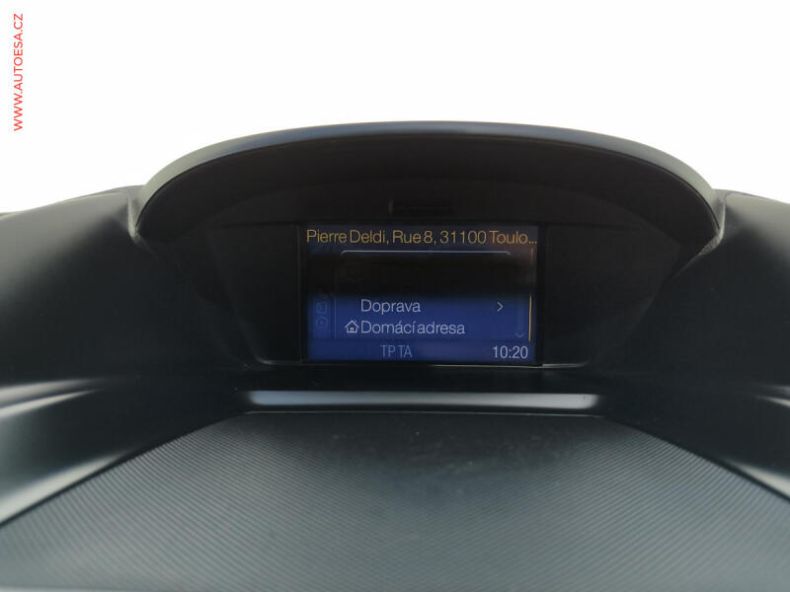 WWW.AUTOESA.CZ
Pierre Deldi, Rue 8, 31100 Toulo...
Doprava >
Domácí adresa
TP TA 10:20